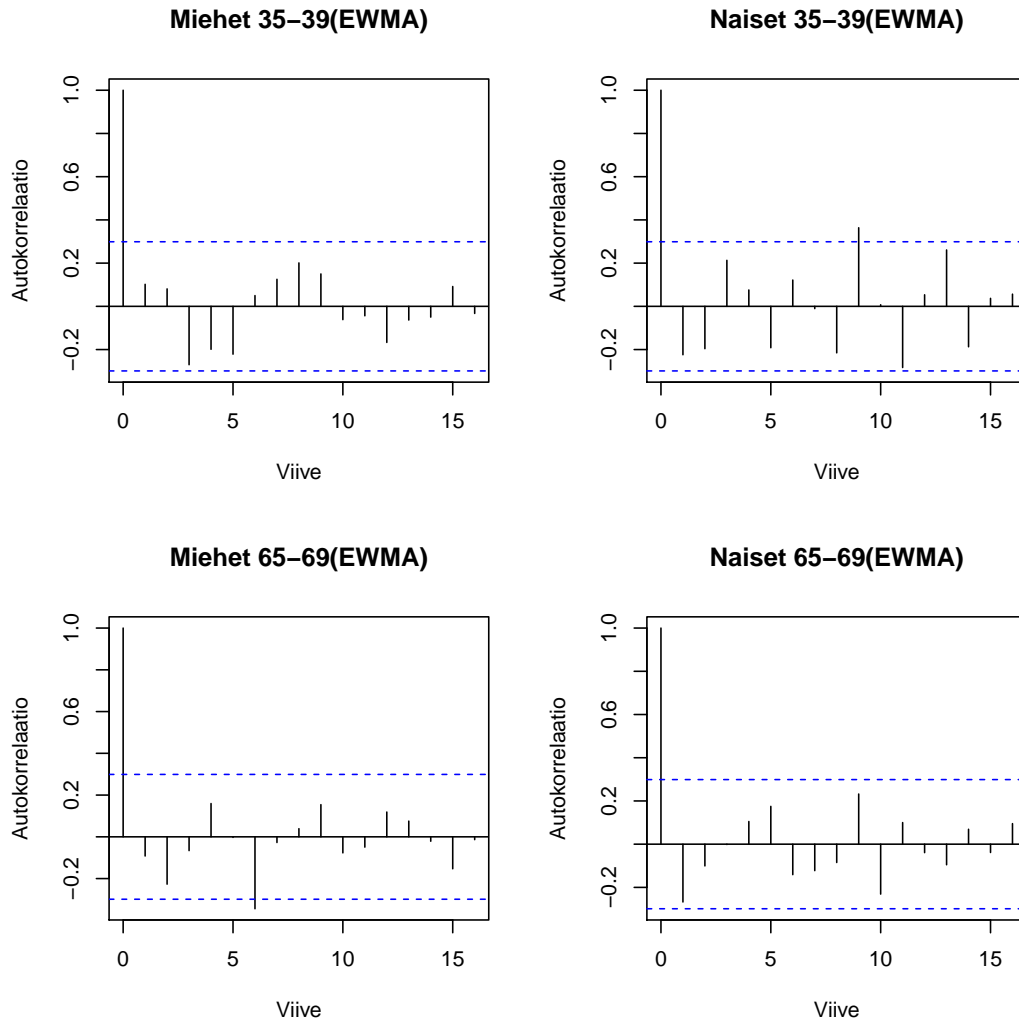 Miehet 35−39(EWMA)
Autokorrelaatio
1.0
0.6
0.2
−0.2
0 5 10 15
Viive
Naiset 35−39(EWMA)
Autokorrelaatio
1.0
0.6
0.2
−0.2
0 5 10 15
Viive
Miehet 65−69(EWMA)
Autokorrelaatio
1.0
0.6
0.2
−0.2
0 5 10 15
Viive
Naiset 65−69(EWMA)
Autokorrelaatio
1.0
0.6
0.2
−0.2
0 5 10 15
Viive